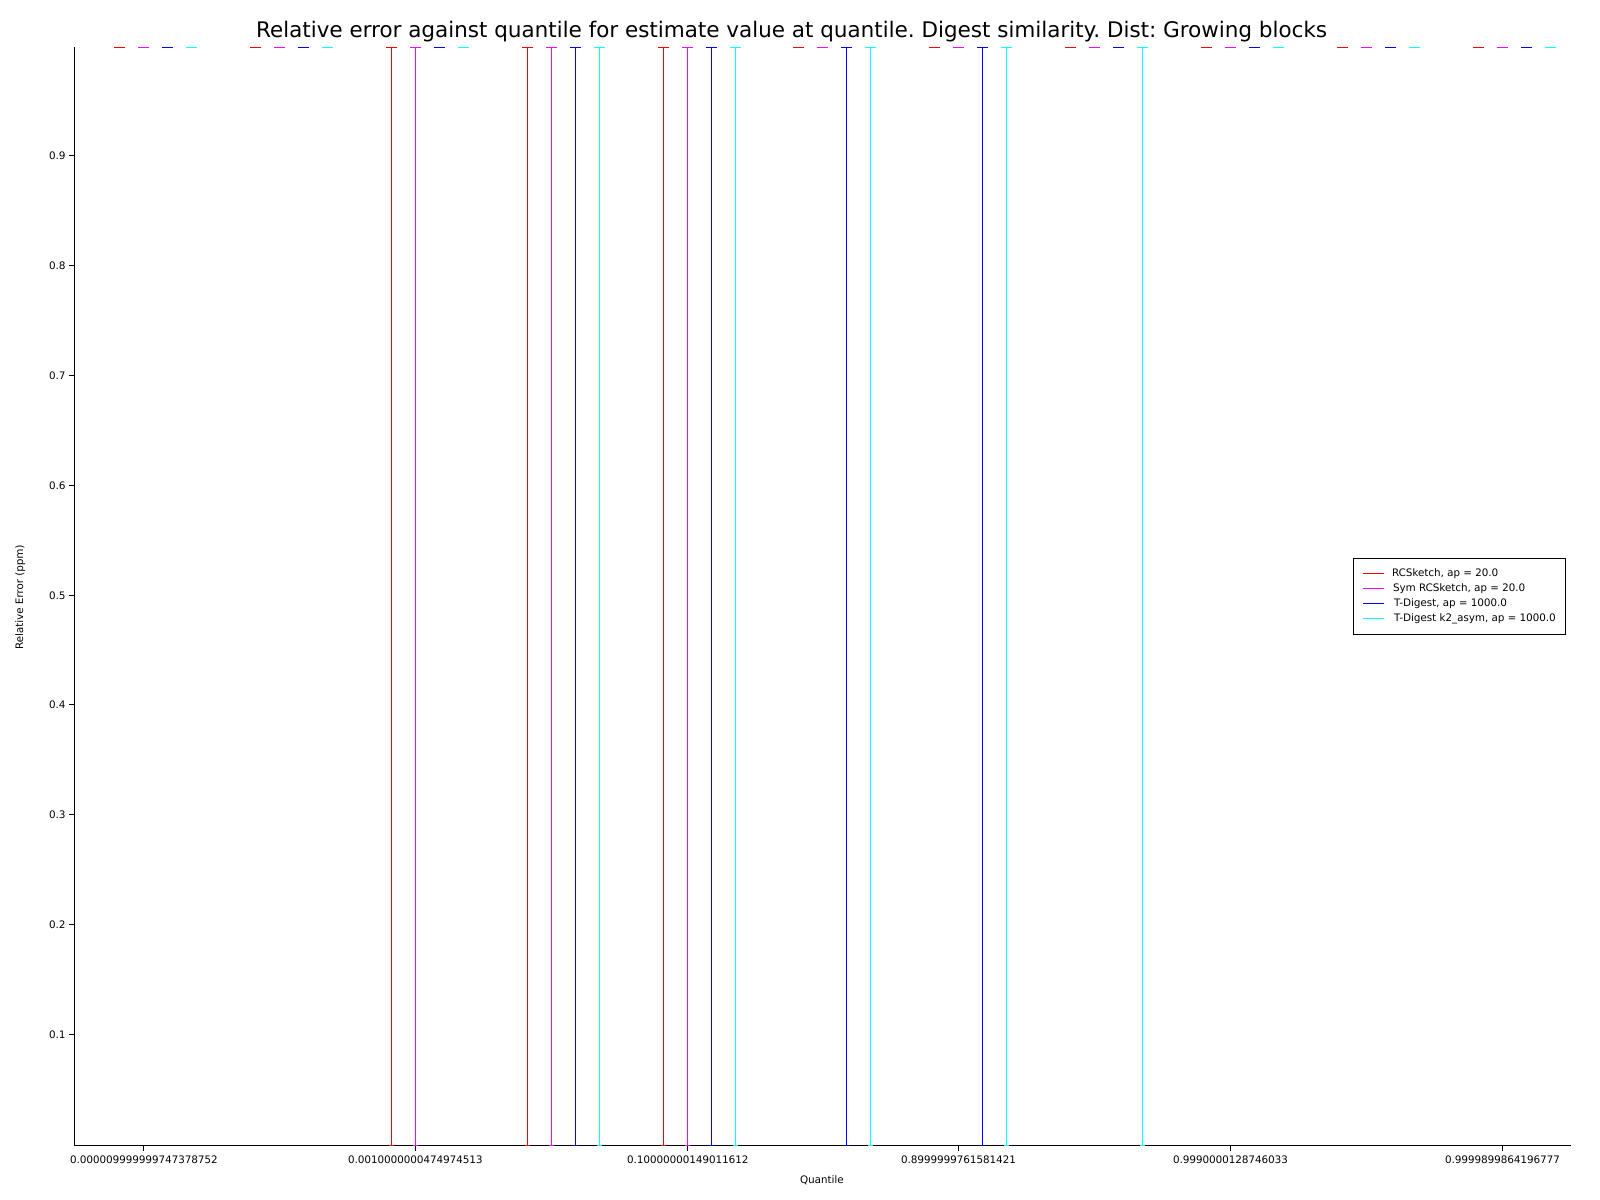 Relative error against quantile for estimate value at quantile. Digest similarity. Dist: Growing blocks
0.9
0.8
0.7
0.6
0.5
0.4
0.3
0.2
0.1
Relative Error (ppm)
RCSketch, ap = 20.0
Sym RCSketch, ap = 20.0
T-Digest, ap = 1000.0
T-Digest k2_asym, ap = 1000.0
0.000009999999747378752 0.0010000000474974513 0.10000000149011612 0.8999999761581421 0.9990000128746033 0.9999899864196777
Quantile